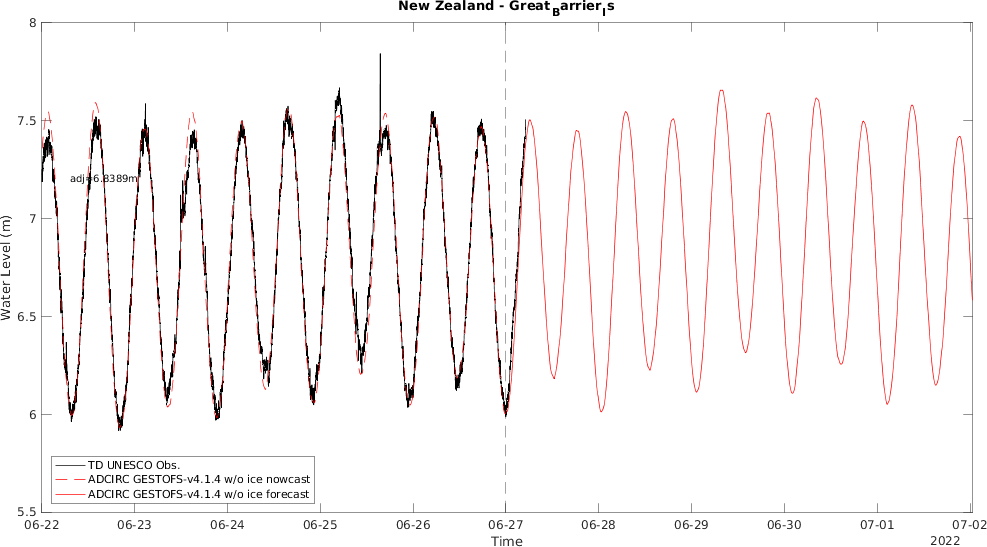 New Zealand - Great_Barrier_Is
8
7.5
adj=6.8389m
7
Water Level (m)
6.5
6
TD UNESCO Obs.
ADCIRC GESTOFS-v4.1.4 w/o ice nowcast
ADCIRC GESTOFS-v4.1.4 w/o ice forecast
5.5
06-22 06-23 06-24 06-25 06-26 06-27 06-28 06-29 06-30 07-01 07-02
Time
2022